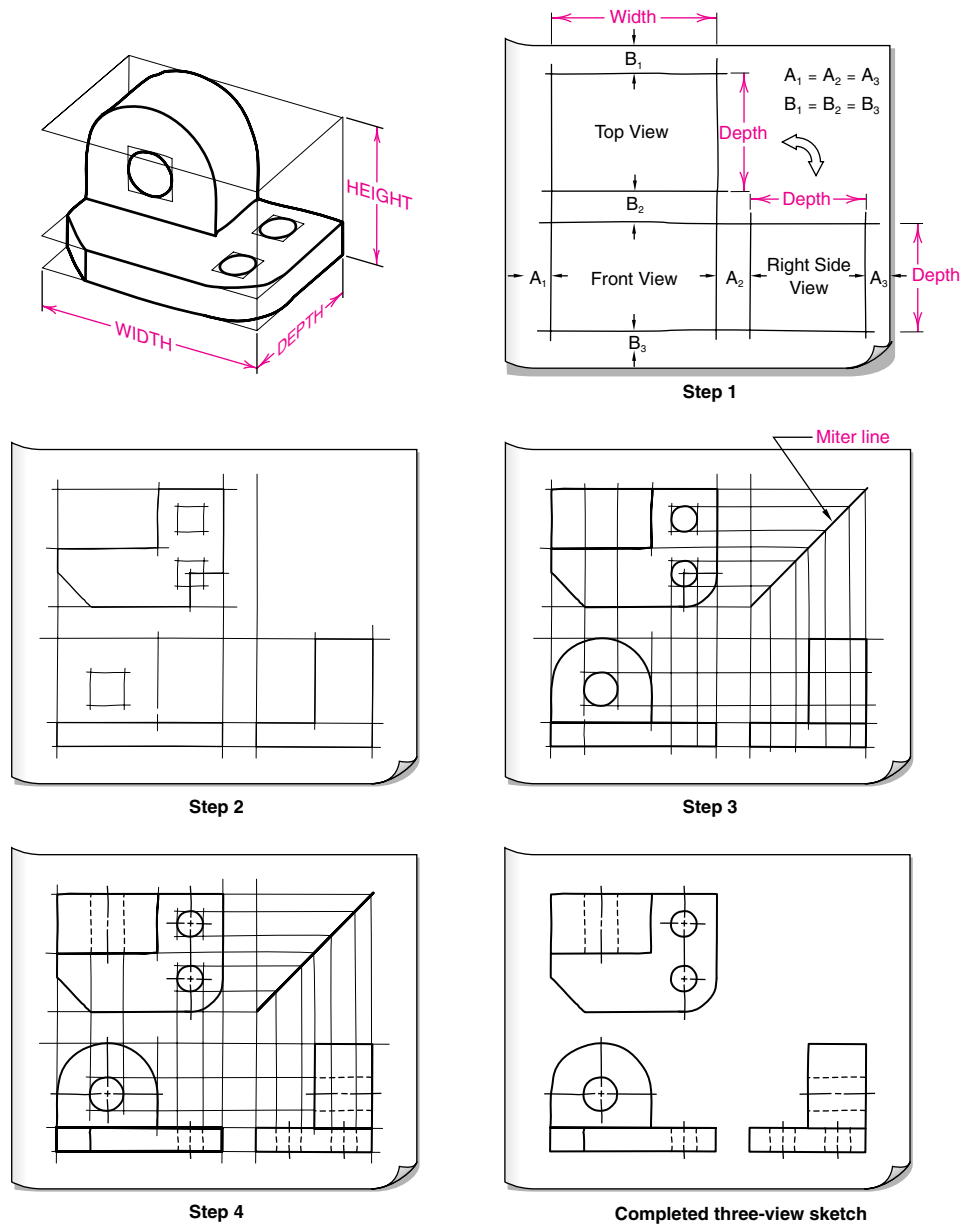 HEIGHT
WIDTH
DEPTH
Width
B₁
A₁ = A₂ = A₃
B₁ = B₂ = B₃
Top View
Depth
B₂
Depth
A₁
Front View
A₂
Right Side
View
A₃
Depth
B₃
Step 1
Step 2
Miter line
Step 3
Step 4
Completed three-view sketch